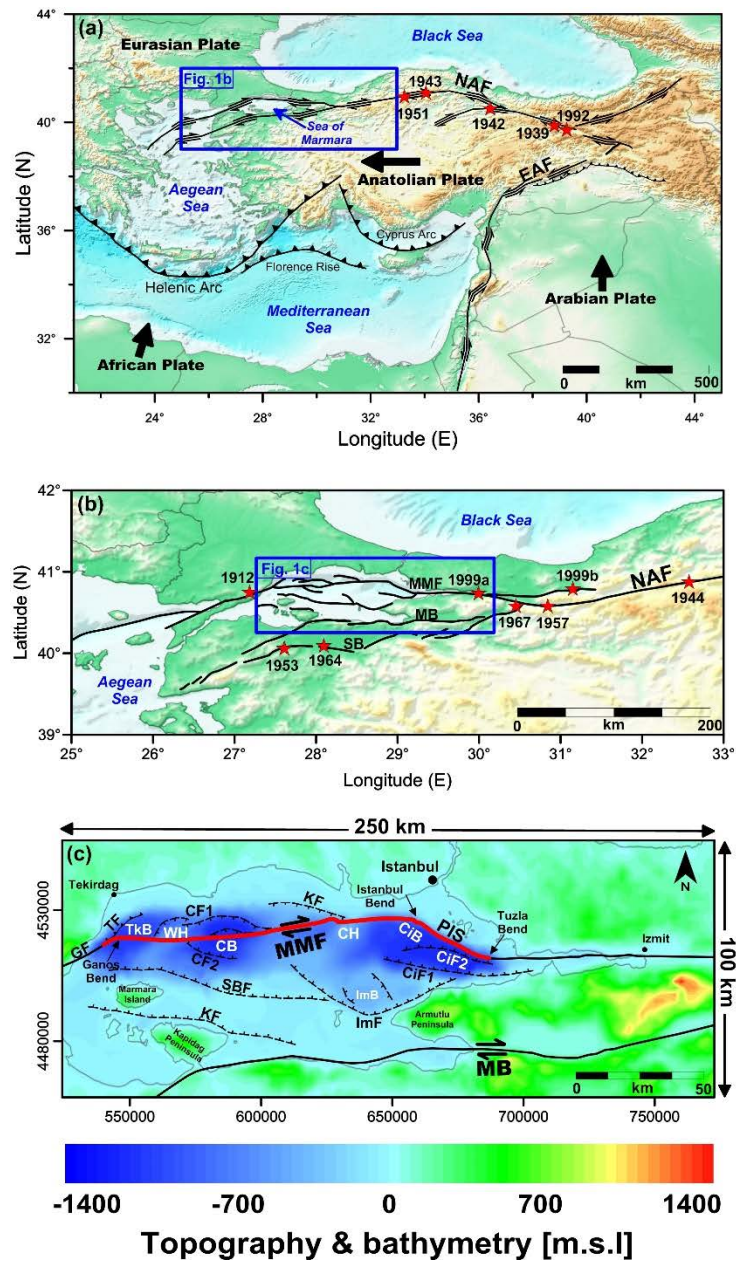 (a)
44°
40°
36°
32°
Latitude (N)
Eurasian Plate
Black Sea
Fig. 1b
1943
NAF
1951
1942
1992
1939
Sea of
Marmara
Anatolian Plate
EAF
Aegean
Sea
Cyprus Arc
Florence Rise
Helenic Arc
Arabian Plate
Mediterranean
Sea
African Plate
0 km 500
24° 28° 32° 36° 40° 44°
Longitude (E)
(b)
42°
41°
40°
39°
Latitude (N)
Black Sea
Fig. 1c
1912
MMF
1999a
1999b
NAF
1944
MB
1967
1957
SB
1953
1964
Aegean
Sea
0 km 200
25 26° 27° 28° 29° 30° 31° 32° 33°
Longitude (E)
250 km
(c)
100 km
N
Istanbul
Tekirdag
Istanbul
Bend
KF
CF1
TF
PiS
Tuzla
Bend
4530000
TkB
WH
CH
CiB
Izmit
GF
CB
MMF
CiF2
Ganos
Bend
CF2
CiF1
SBF
ImB
Marmara
Island
KF
ImF
Armutlu
Peninsula
4480000
Kapidag
Peninsula
MB
0 50
550000 600000 650000 700000 750000
-1400 -700 0 700 1400
Topography & bathymetry [m.s.l]